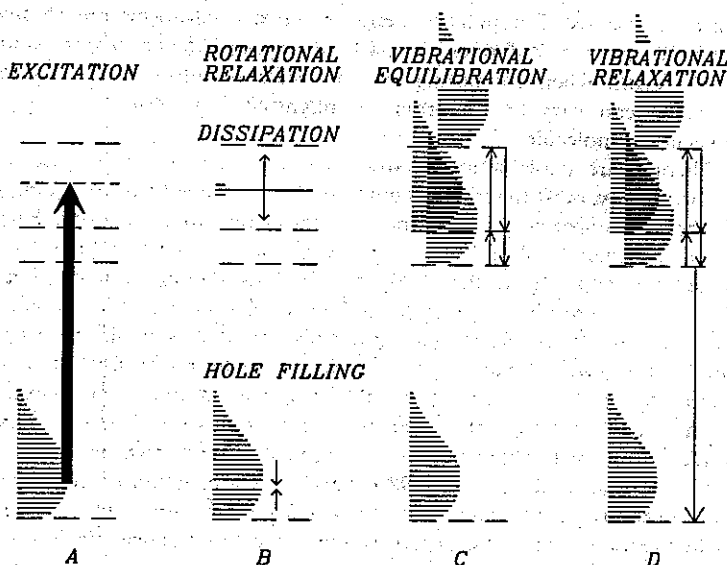 EXCITATION
ROTATIONAL
RELAXATION
VIBRATIONAL
EQUILIBRATION
VIBRATIONAL
RELAXATION
DISSIPATION
HOLE FILLING
A
B
C
D